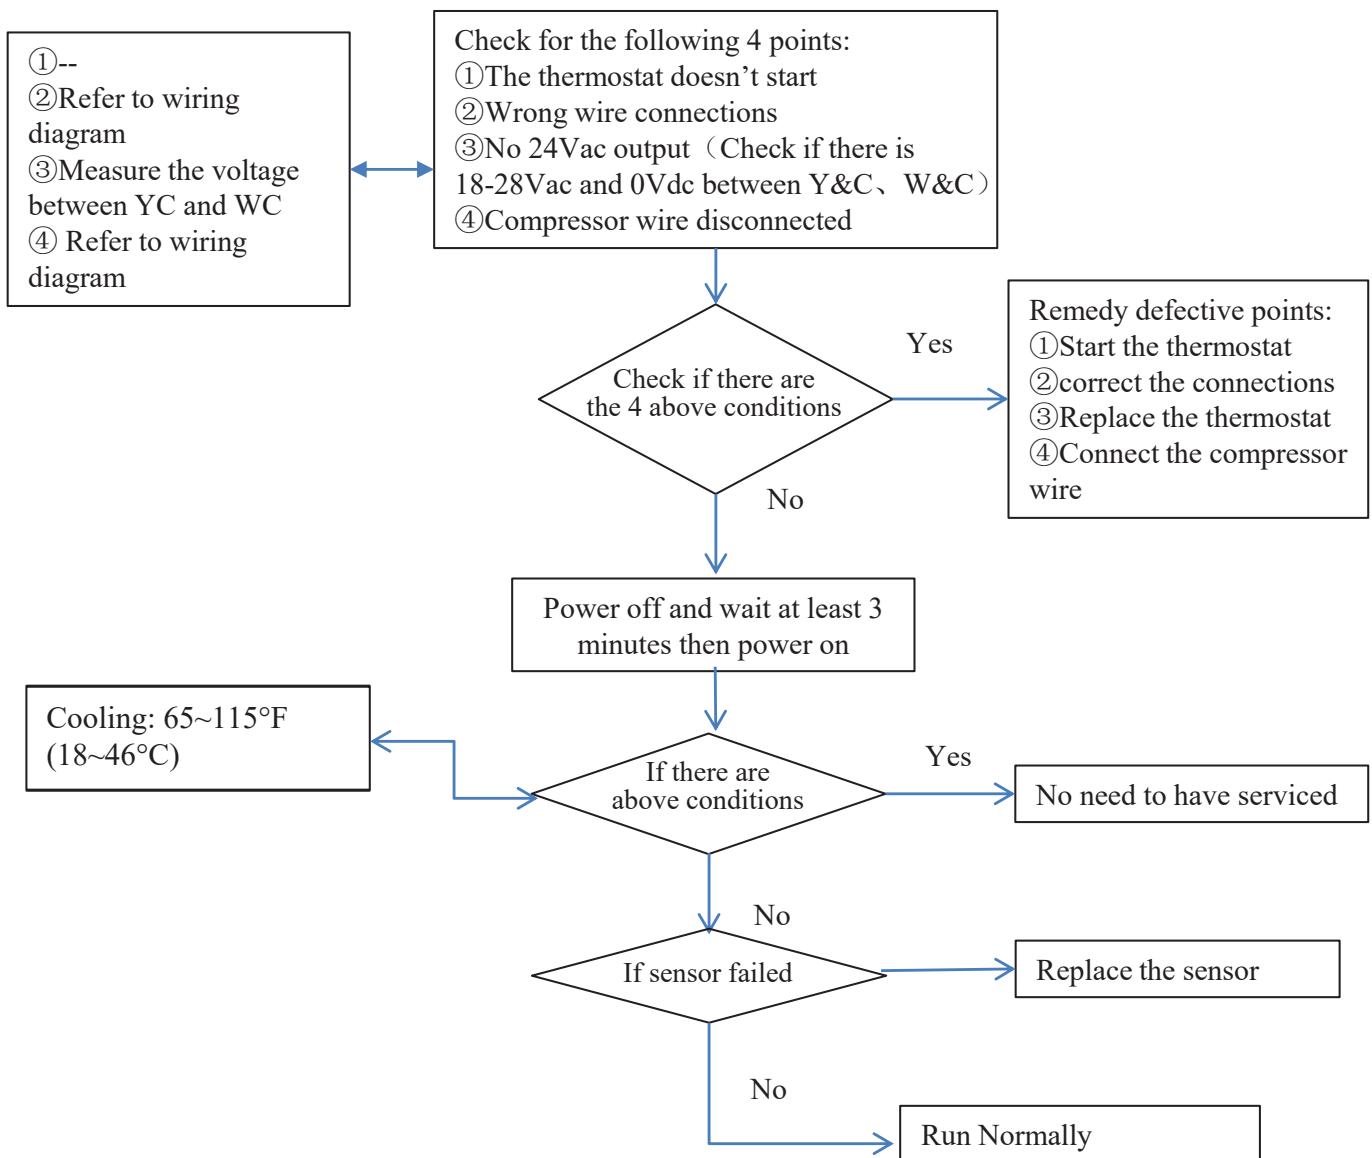 ①--
②Refer to wiring
diagram
③Measure the voltage
between YC and WC
④ Refer to wiring
diagram
Check for the following 4 points:
①The thermostat doesn’t start
②Wrong wire connections
③No 24Vac output（Check if there is
18-28Vac and 0Vdc between Y&C、W&C）
④Compressor wire disconnected
Check if there are
the 4 above conditions
Yes
Remedy defective points:
①Start the thermostat
②correct the connections
③Replace the thermostat
④Connect the compressor
wire
No
Power off and wait at least 3
minutes then power on
Cooling: 65~115°F
(18~46°C)
If there are
above conditions
Yes
No need to have serviced
No
If sensor failed
Replace the sensor
No
Run Normally